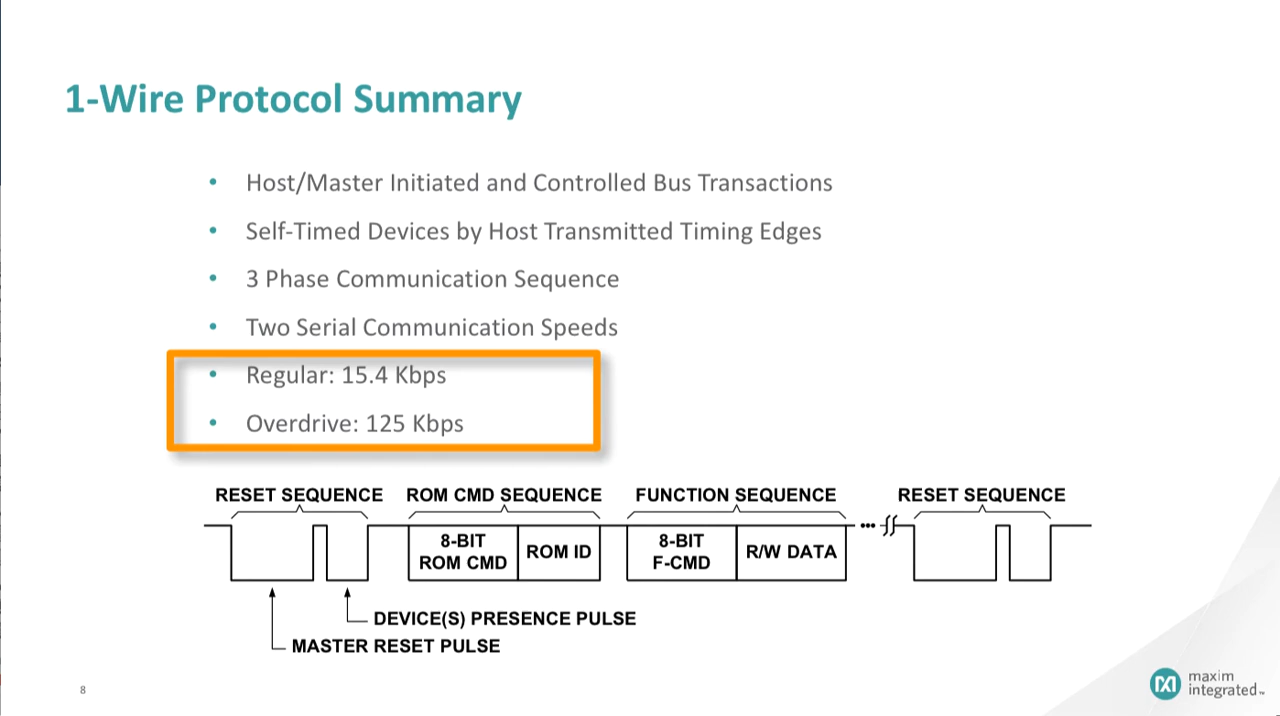 1-Wire Protocol Summary
• Host/Master Initiated and Controlled Bus Transactions
• Self-Timed Devices by Host Transmitted Timing Edges
• 3 Phase Communication Sequence
• Two Serial Communication Speeds
• Regular: 15.4 Kbps
• Overdrive: 125 Kbps
RESET SEQUENCE ROM CMD SEQUENCE FUNCTION SEQUENCE RESET SEQUENCE
8-BIT
ROM CMD
ROM ID
8-BIT
F-CMD
R/W DATA
DEVICE(S) PRESENCE PULSE
MASTER RESET PULSE
8
maxim
integrated™